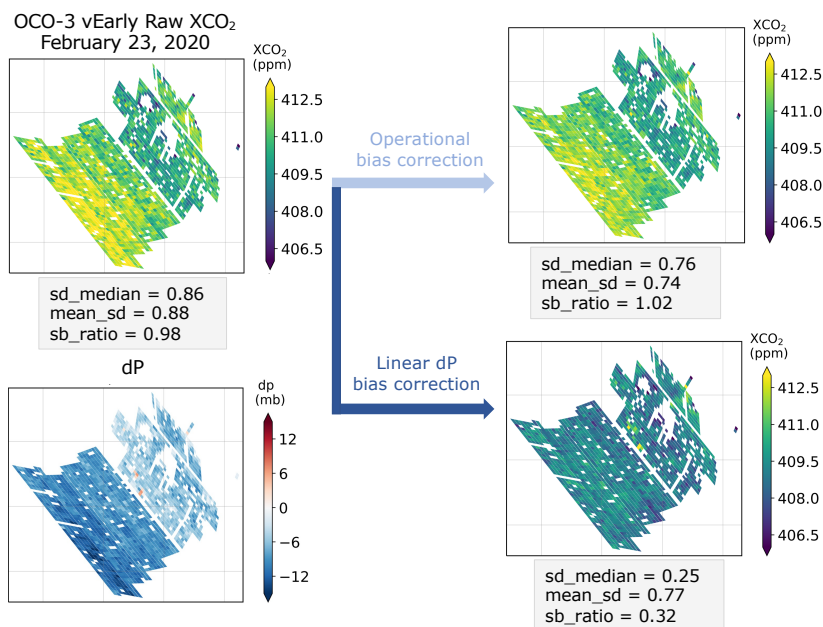 OCO-3 vEarly Raw XCO₂
February 23, 2020
XCO₂
(ppm)
412.5
411.0
409.5
408.0
406.5
sd_median = 0.86
mean_sd = 0.88
sb_ratio = 0.98
Operational
bias correction
XCO₂
(ppm)
412.5
411.0
409.5
408.0
406.5
sd_median = 0.76
mean_sd = 0.74
sb_ratio = 1.02
dP
dp
(mb)
12
6
0
−6
−12
Linear dP
bias correction
XCO₂
(ppm)
412.5
411.0
409.5
408.0
406.5
sd_median = 0.25
mean_sd = 0.77
sb_ratio = 0.32